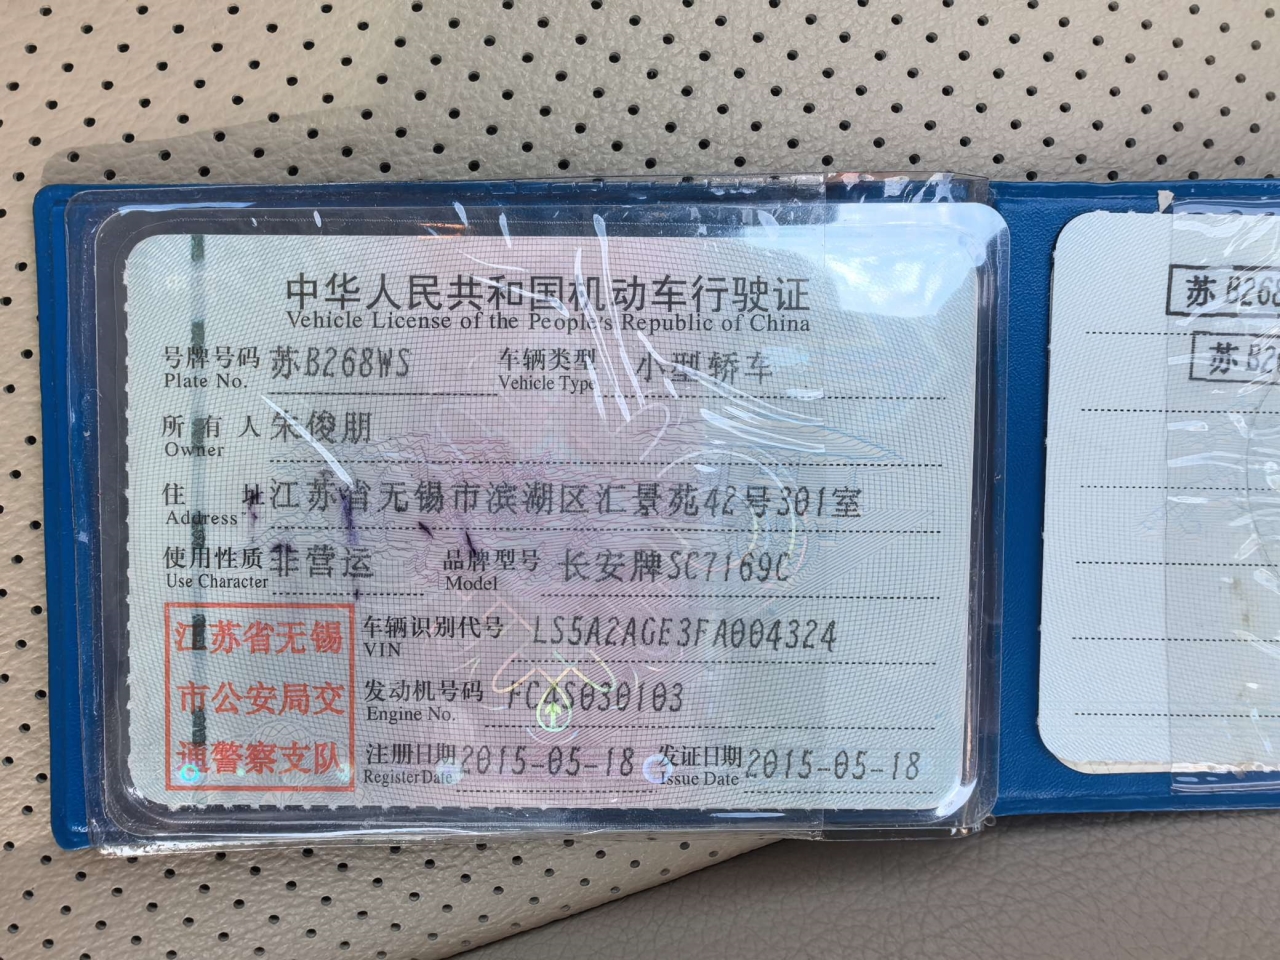 中华人民共和国机动车行驶证
Vehicle License of the People's Republic of China
号牌号码 苏B268WS 车辆类型 小型轿车
Plate No. Vehicle Type
所有人 朱俊朋
Owner
住址 江苏省无锡市滨湖区汇景苑42号301室
Address
使用性质 非营运 品牌型号 长安牌SC7169C
Use Character Model
江苏省无锡
市公安局交
通警察支队
车辆识别代号 LS5A2AGE3FA004324
VIN
发动机号码 FC4S030103
Engine No.
注册日期 2015-05-18 发证日期 2015-05-18
Register Date Issue Date
苏B268
苏B2